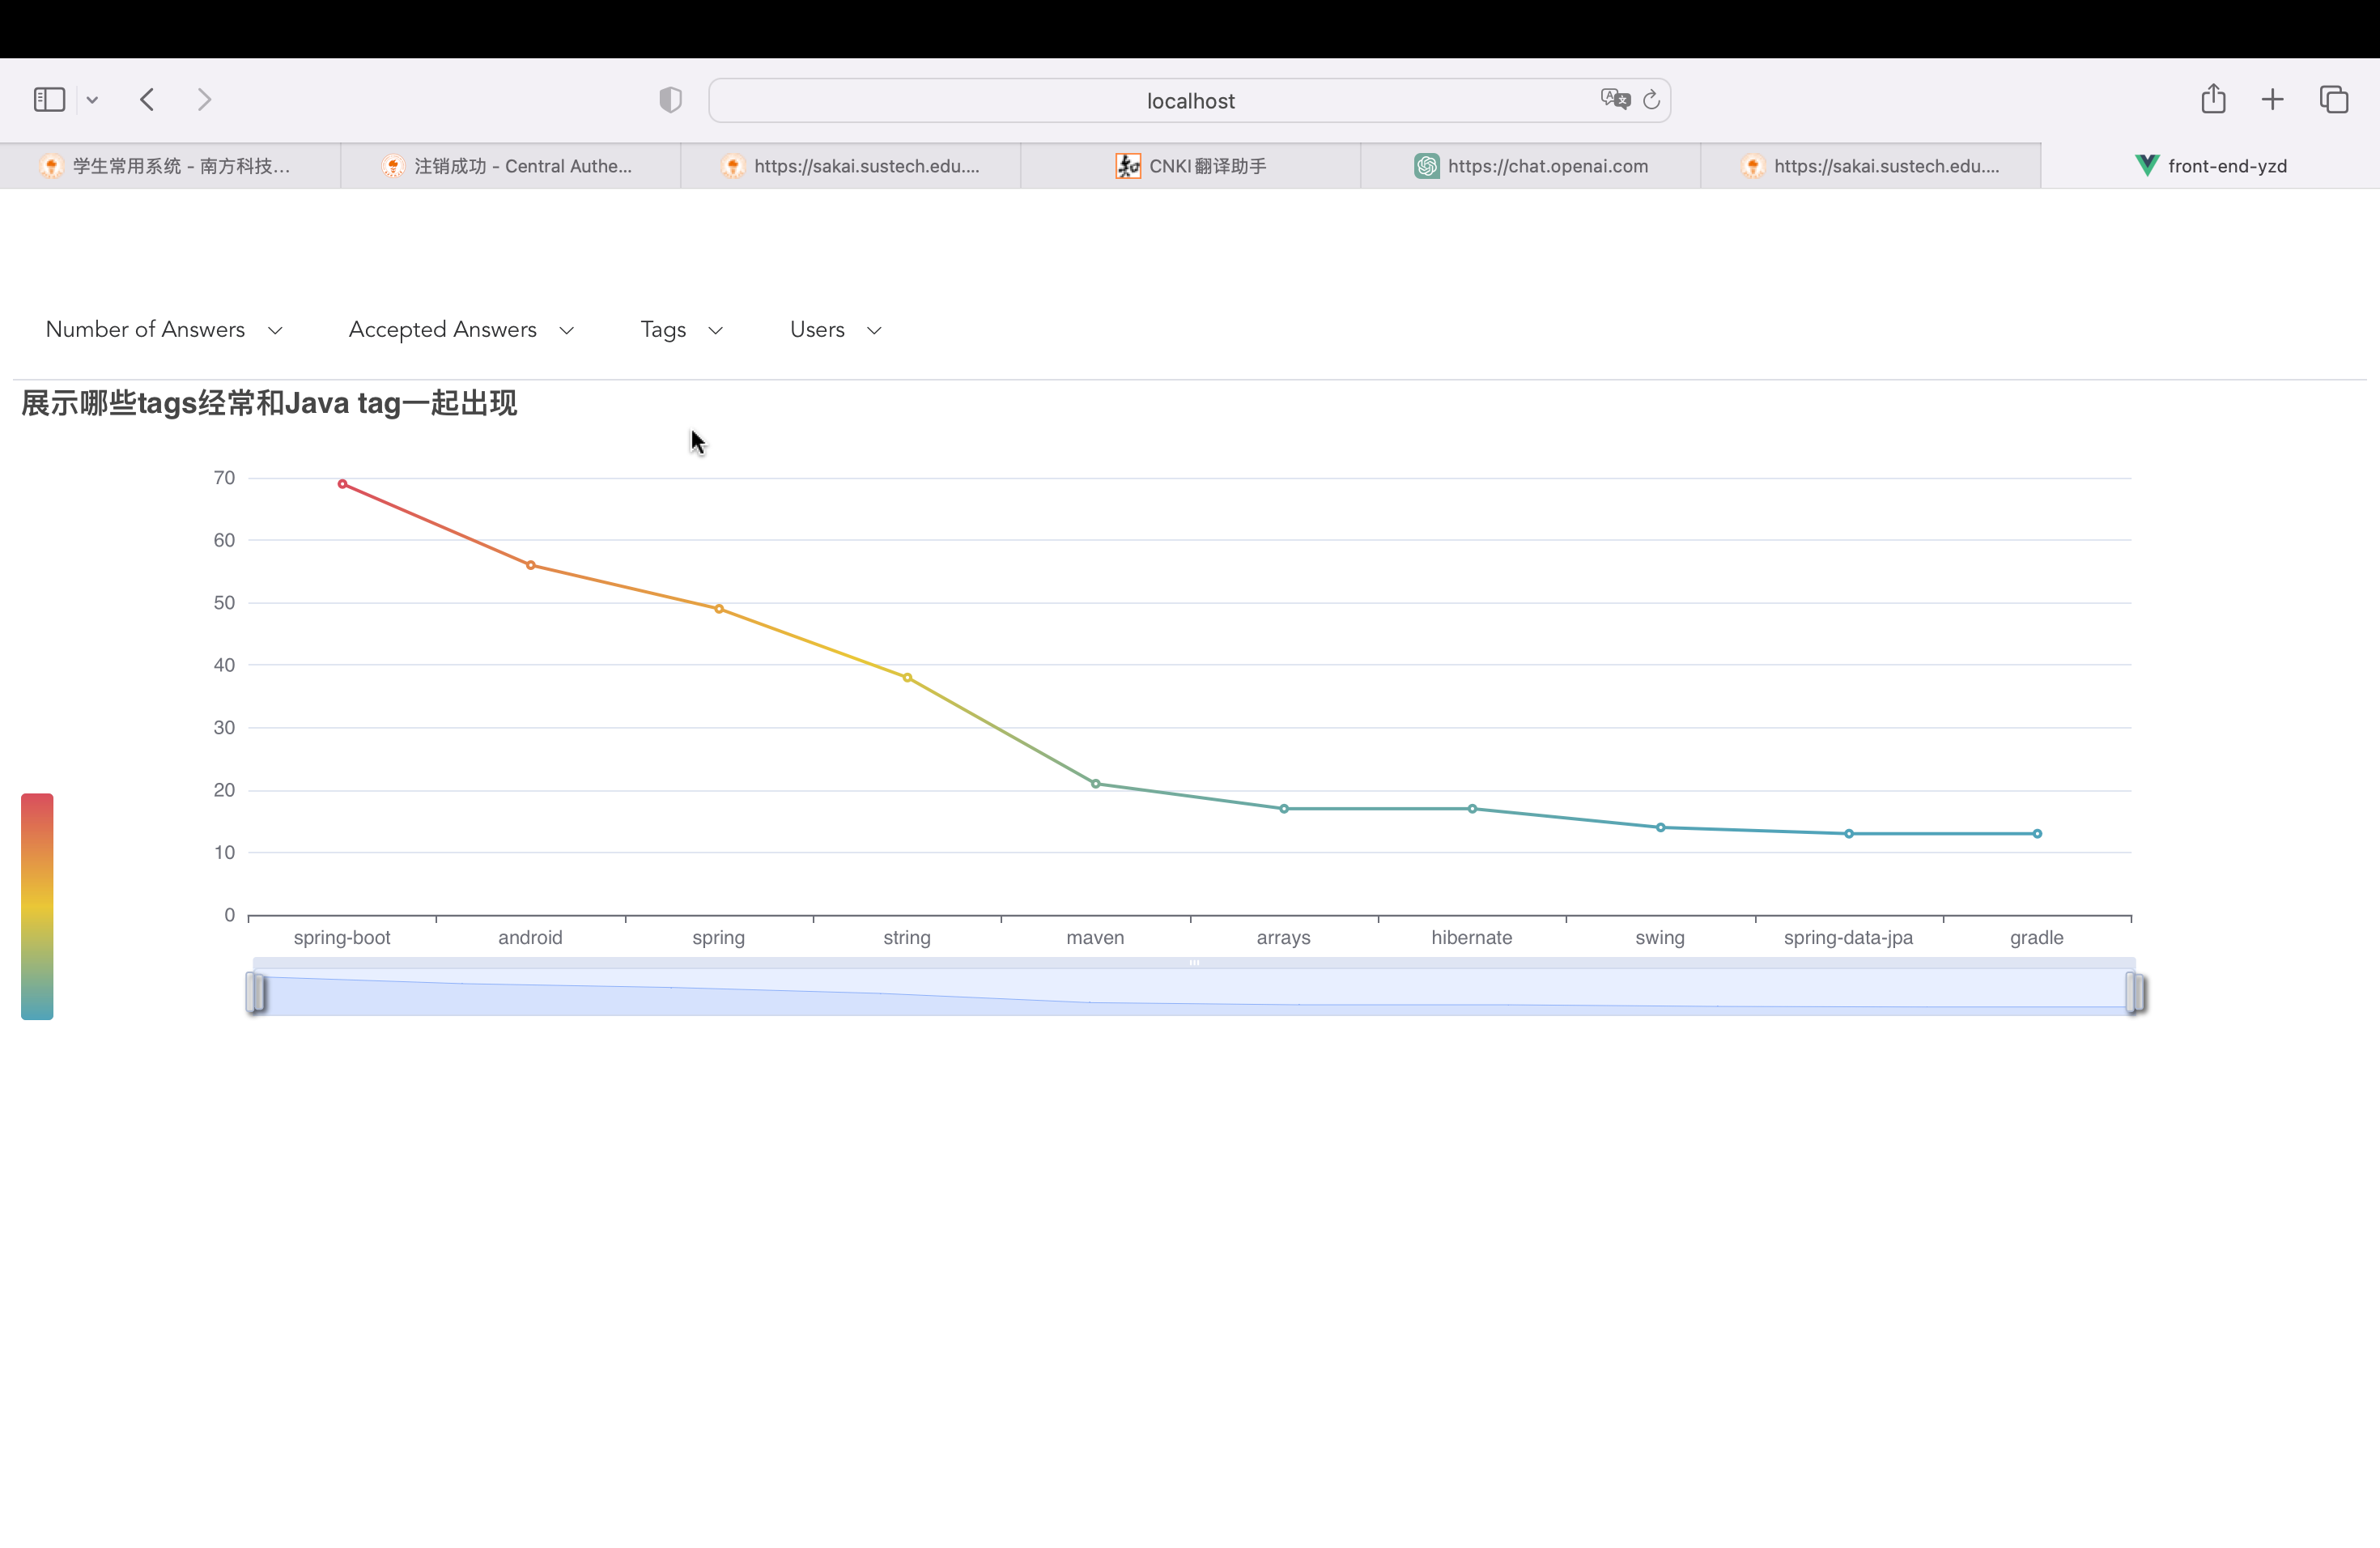 localhost
学生常用系统 - 南方科技...
注销成功 - Central Authe...
https://sakai.sustech.edu....
CNKI 翻译助手
https://chat.openai.com
https://sakai.sustech.edu....
front-end-yzd
Number of Answers
Accepted Answers
Tags
Users
展示哪些tags经常和Java tag一起出现
70
60
50
40
30
20
10
0
spring-boot
android
spring
string
maven
arrays
hibernate
swing
spring-data-jpa
gradle